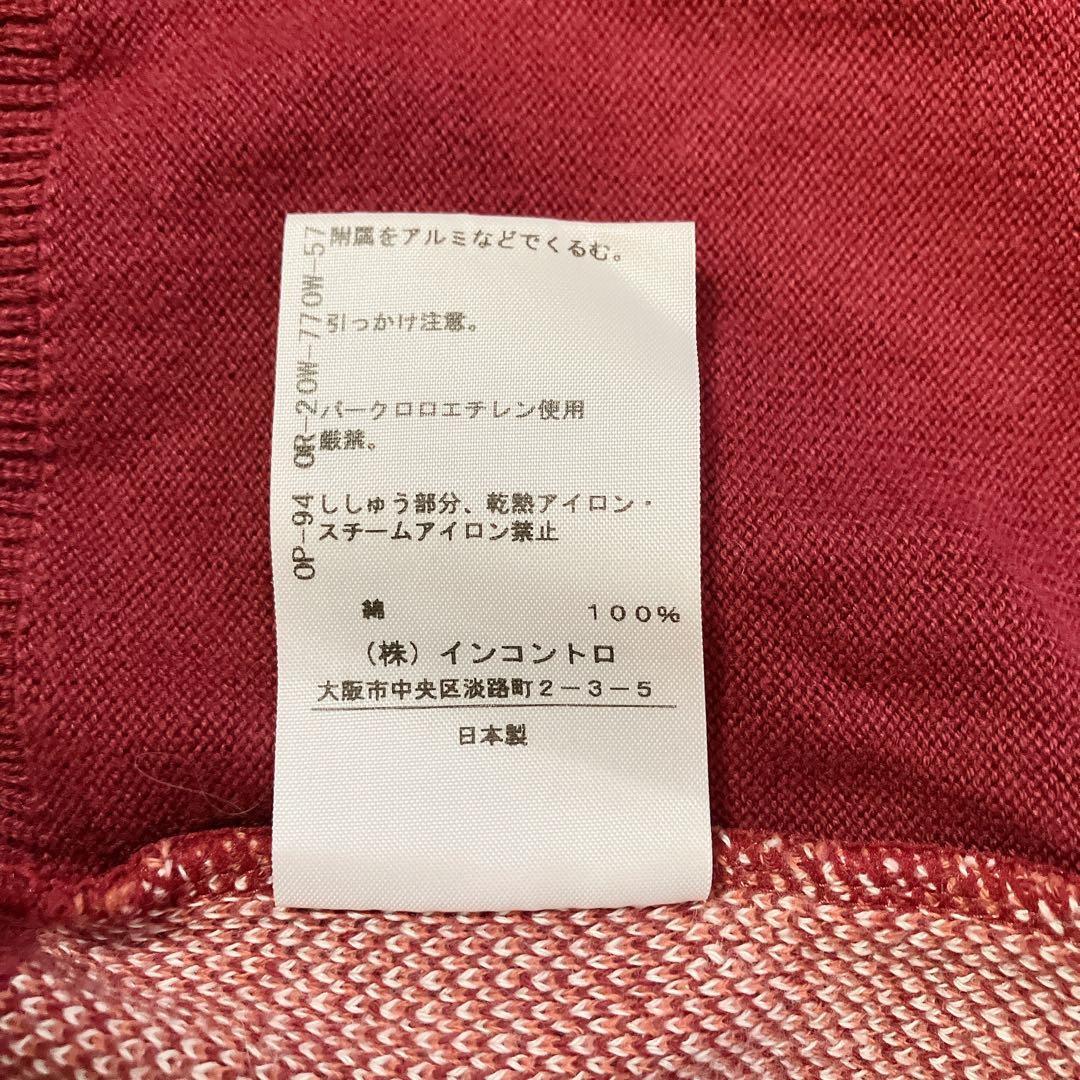 附属をアルミなどでくるむ。
引っかけ注意。
パークロロエチレン使用
厳禁。
ししゅう部分、乾熱アイロン・
スチームアイロン禁止
綿 100%
(株)インコントロ
大阪市中央区淡路町2-3-5
日本製
OP-94 OR-20W-770W-57